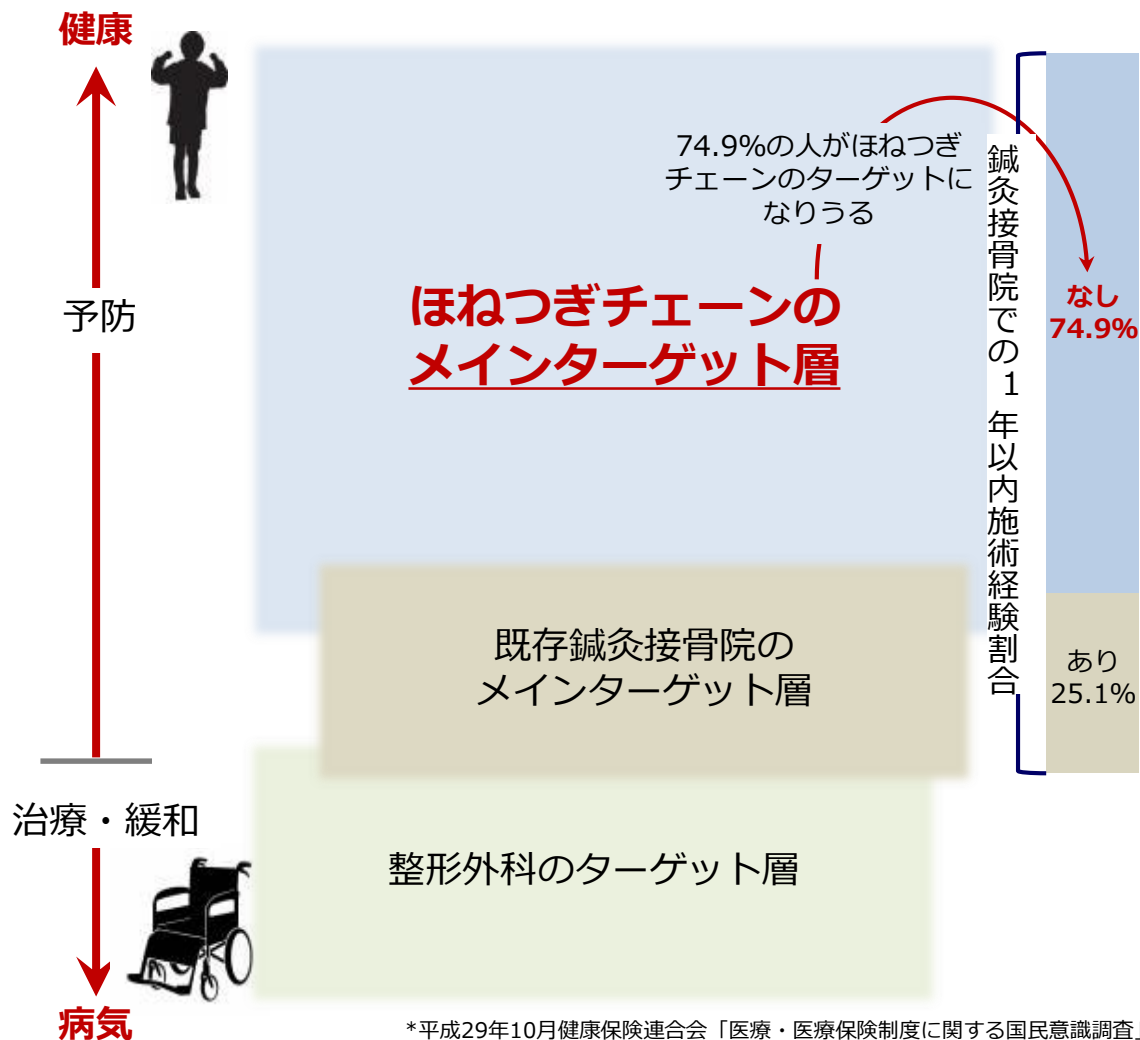 健康
74.9%の人がほねつぎ
チェーンのターゲットに
なりうる
鍼灸接骨院での1年以内施術経験割合
なし
74.9%
予防
ほねつぎチェーンの
メインターゲット層
既存鍼灸接骨院の
メインターゲット層
あり
25.1%
治療・緩和
整形外科のターゲット層
病気
*平成29年10月健康保険連合会「医療・医療保険制度に関する国民意識調査」